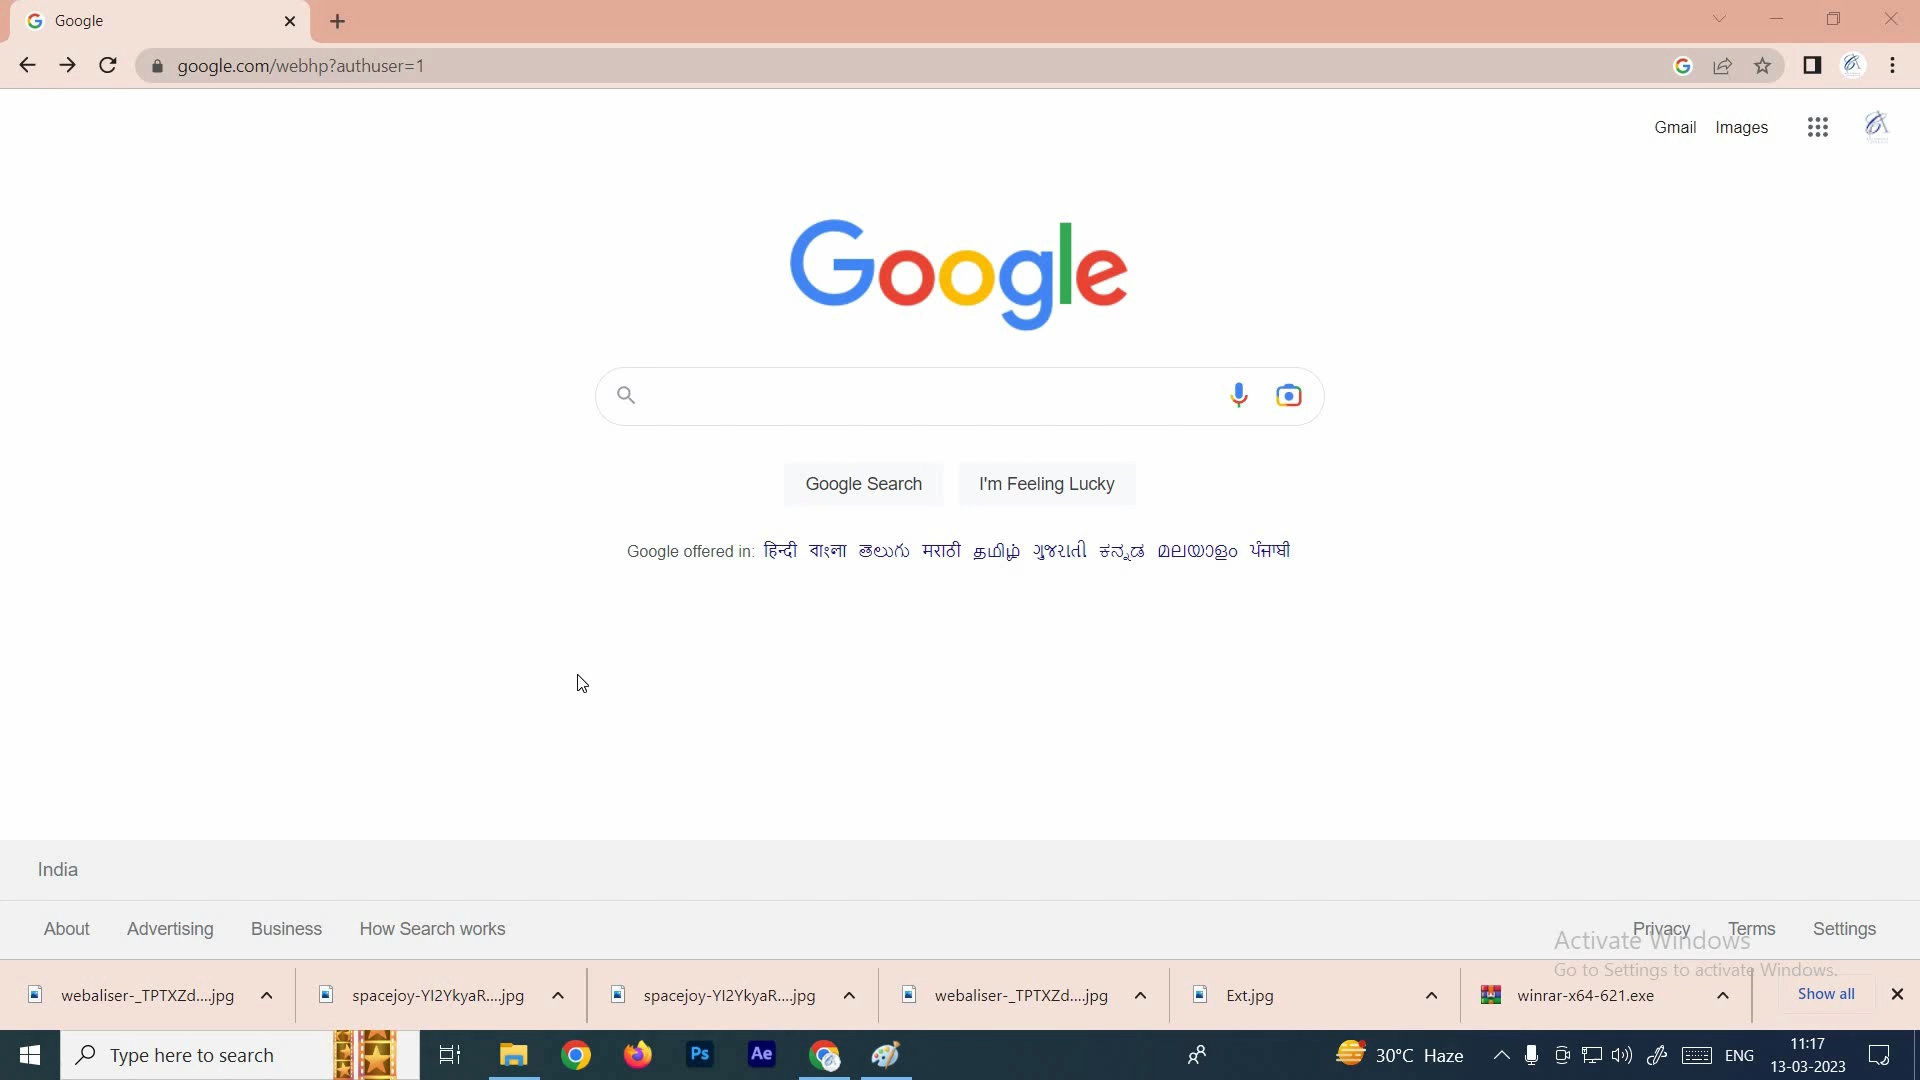 Google
google.com/webhp?authuser=1
Gmail Images
Google
Google Search I'm Feeling Lucky
Google offered in: हिन्दी বাংলা తెలుగు मराठी தமிழ் ગુજરાતી ಕನ್ನಡ മലയാളം ਪੰਜਾਬੀ
India
About Advertising Business How Search works Privacy Terms Settings
Activate Windows
Go to Settings to activate Windows.
webaliser-_TPTXZd....jpg spacejoy-YI2YkyaR....jpg spacejoy-YI2YkyaR....jpg webaliser-_TPTXZd....jpg Ext.jpg winrar-x64-621.exe Show all
Type here to search Ps Ae 30°C Haze ENG 11:17
13-03-2023